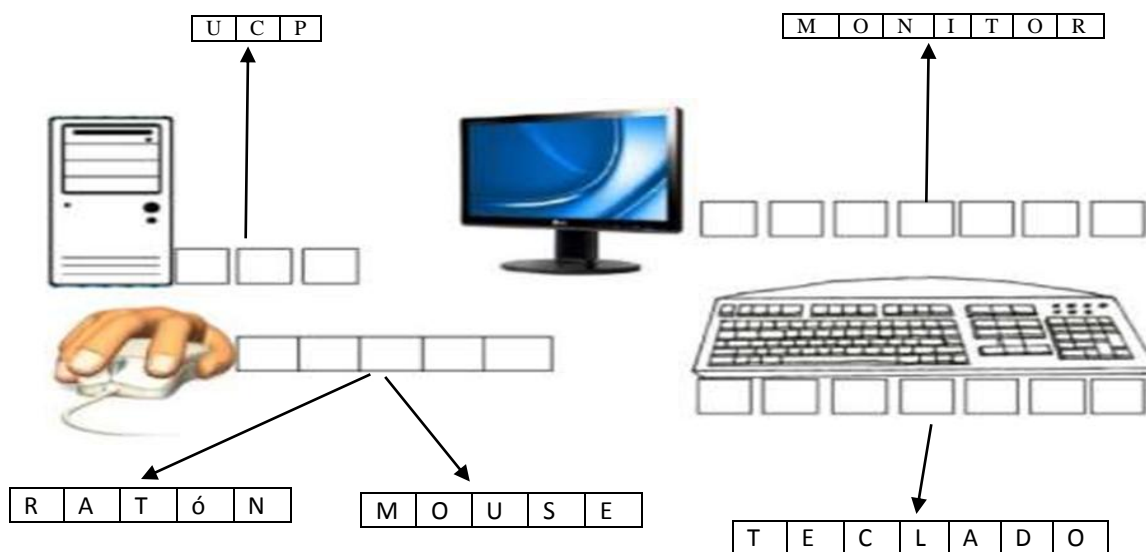 U C P
M O N I T O R
R A T ó N
M O U S E
T E C L A D O